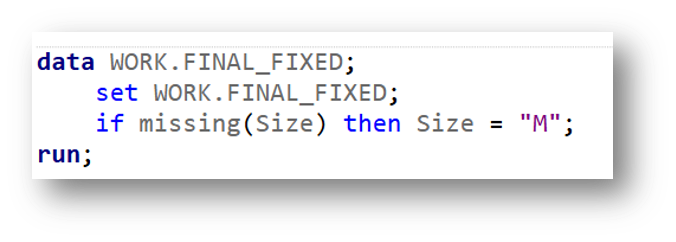 data WORK.FINAL_FIXED;
    set WORK.FINAL_FIXED;
    if missing(Size) then Size = "M";
run;